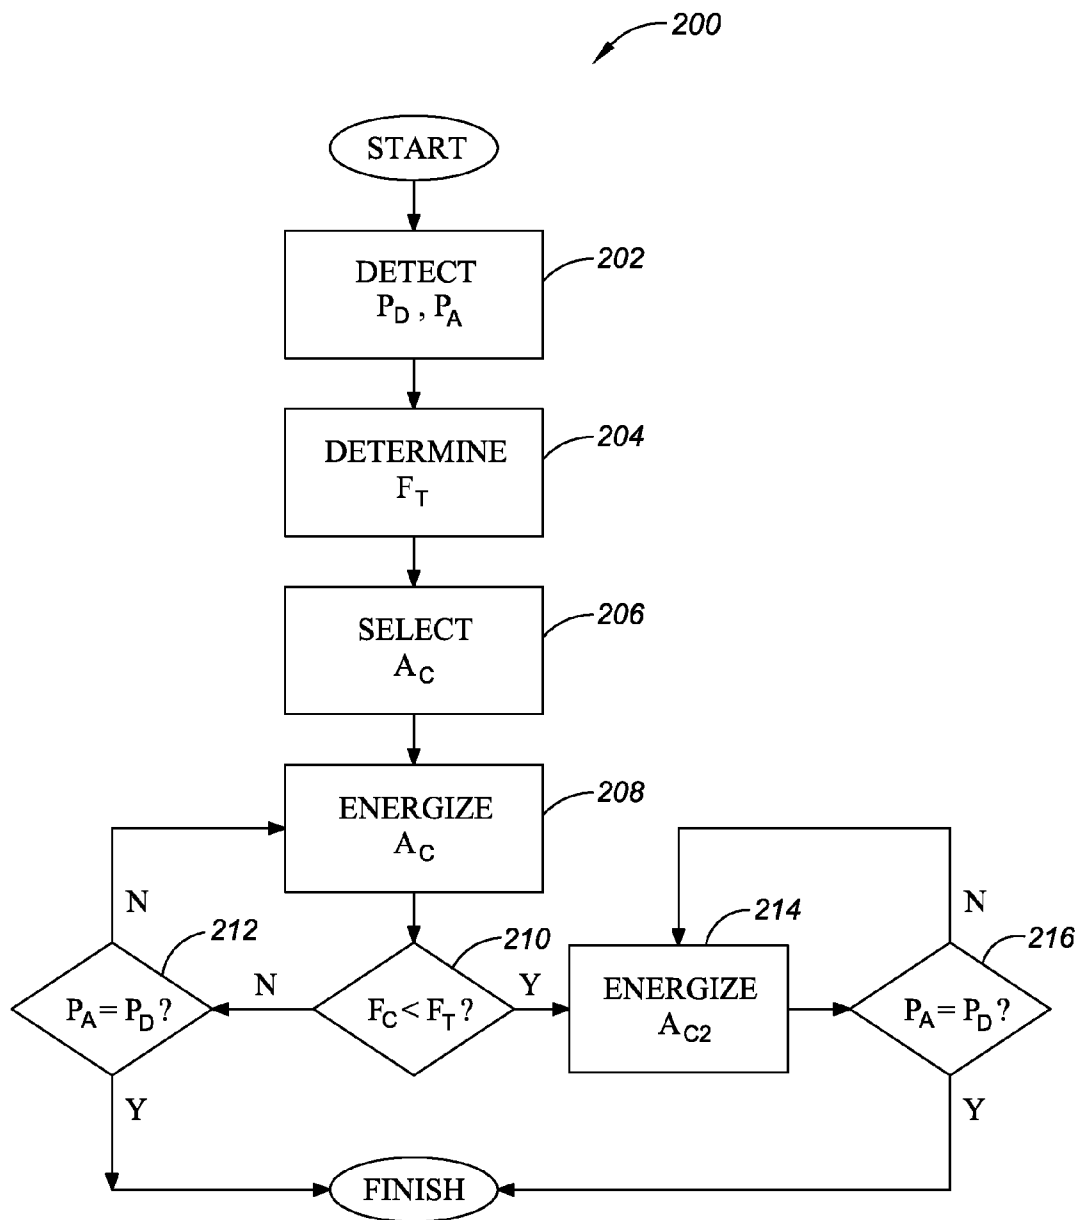 200
START
202
DETECT
P_D , P_A
204
DETERMINE
F_T
206
SELECT
A_C
208
ENERGIZE
A_C
N
212
210
214
N
216
P_A = P_D ?
N
F_C < F_T ?
Y
ENERGIZE
A_C2
P_A = P_D ?
Y
Y
FINISH